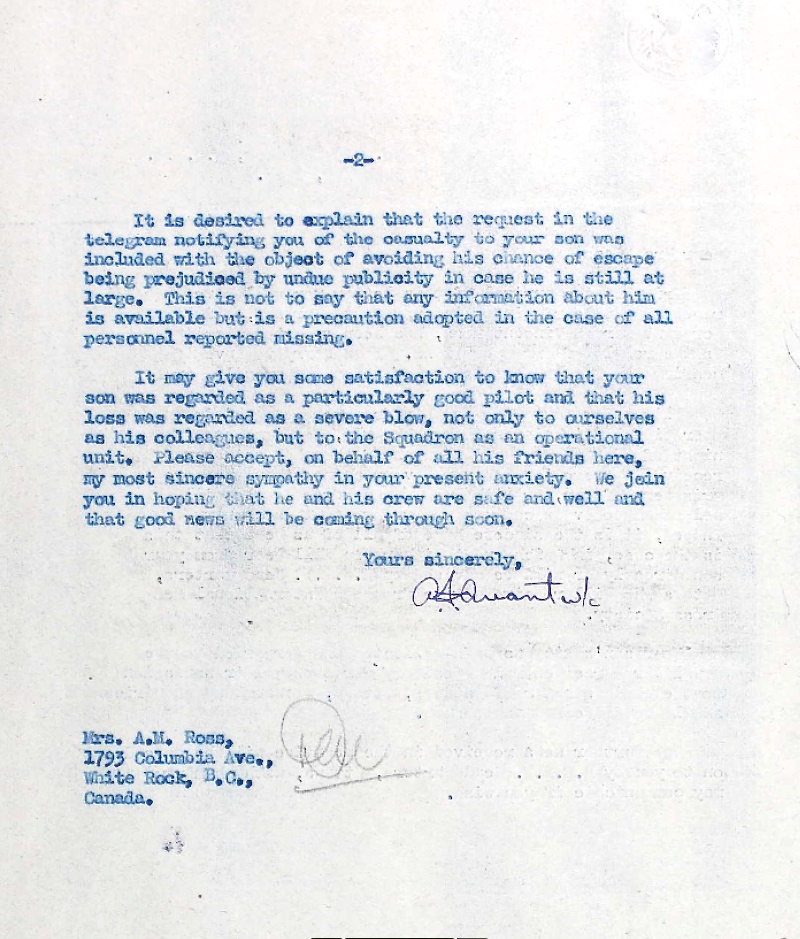 -2-
It is desired to explain that the request in the
telegram notifying you of the casualty to your son was
included with the object of avoiding his chance of escape
being prejudiced by undue publicity in case he is still at
large. This is not to say that any information about him
is available but is a precaution adopted in the case of all
personnel reported missing.
It may give you some satisfaction to know that your
son was regarded as a particularly good pilot and that his
loss was regarded as a severe blow, not only to ourselves
as his colleagues, but to the Squadron as an operational
unit. Please accept, on behalf of all his friends here,
my most sincere sympathy in your present anxiety. We join
you in hoping that he and his crew are safe and well and
that good news will be coming through soon.
Yours sincerely,
w/c
Mrs. A.M. Ross,
1793 Columbia Ave.,
White Rock, B.C.,
Canada.